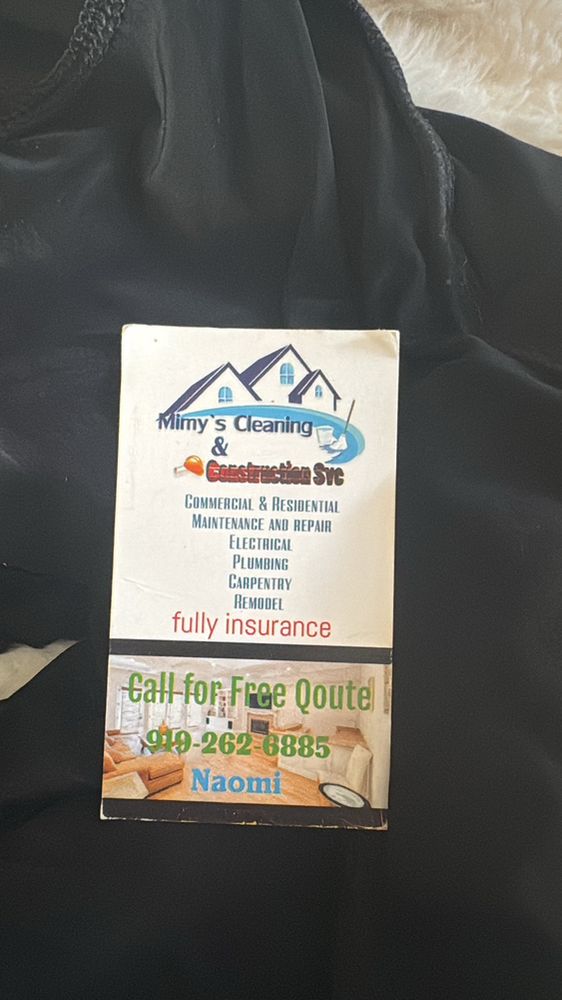 Mimy`s Cleaning
&
Construction Svc
COMMERCIAL & RESIDENTIAL
MAINTENANCE AND REPAIR
ELECTRICAL
PLUMBING
CARPENTRY
REMODEL
fully insurance
Call for Free Qoute
919-262-6885
Naomi